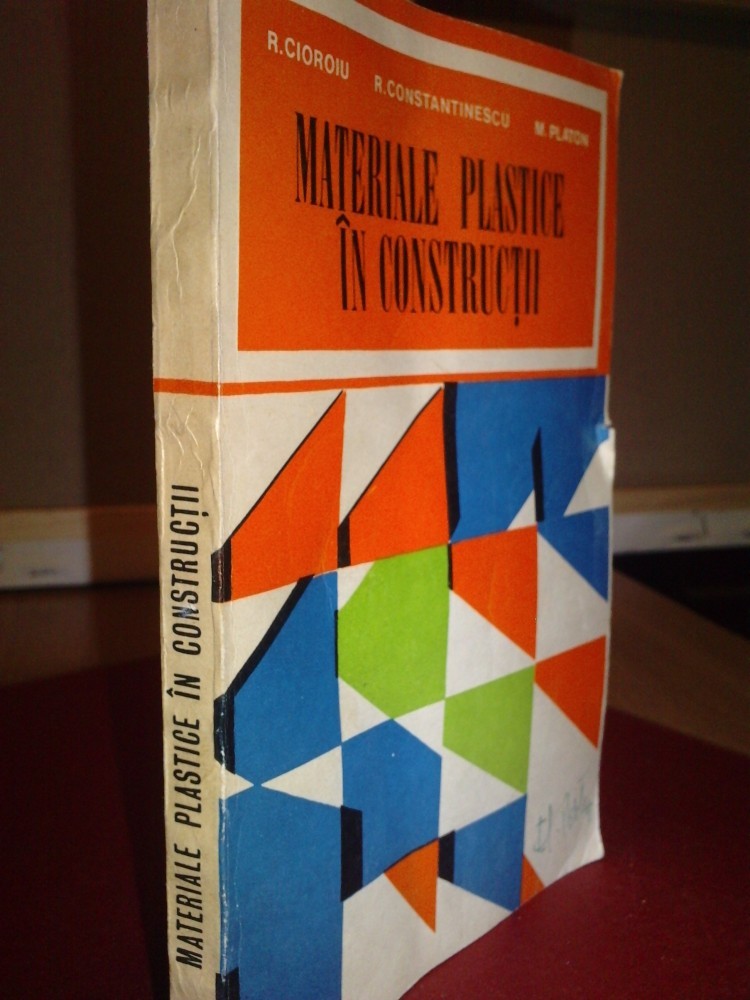 R.CIOROIU R.CONSTANTINESCU M.PLATON
MATERIALE PLASTICE
ÎN CONSTRUCȚII
MATERIALE PLASTICE ÎN CONSTRUCȚII